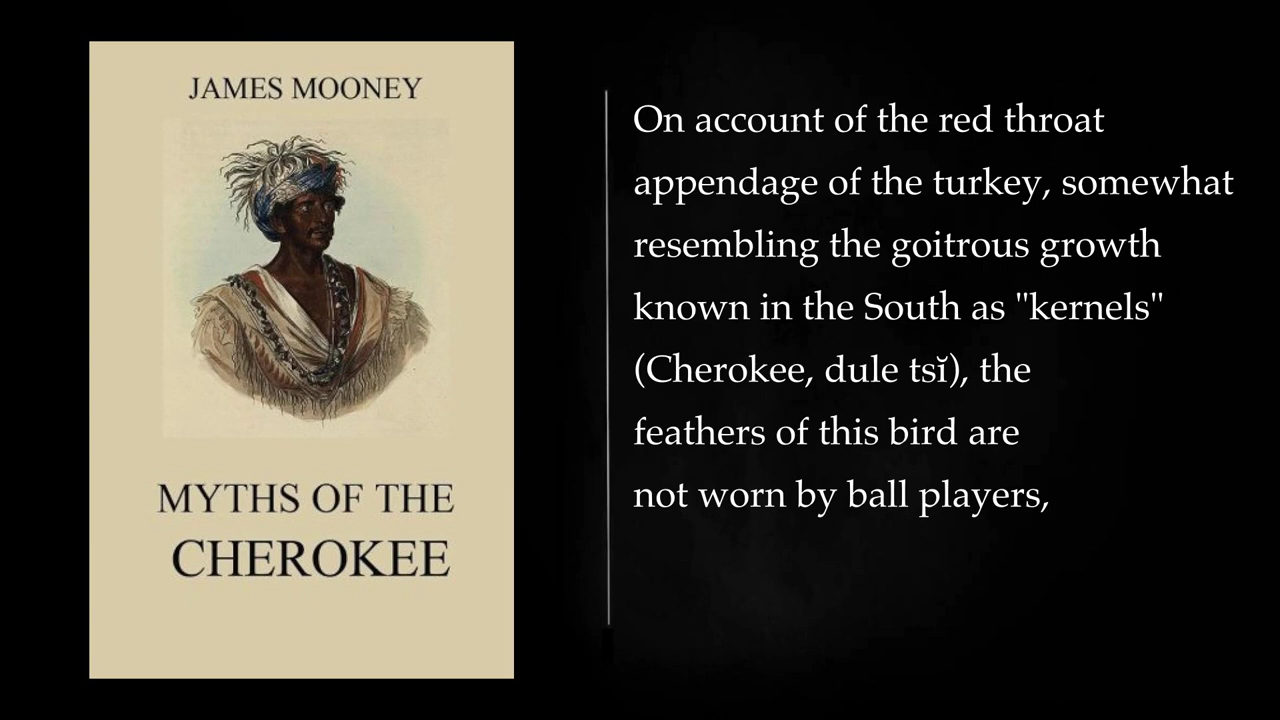 JAMES MOONEY
MYTHS OF THE
CHEROKEE
On account of the red throat
appendage of the turkey, somewhat
resembling the goitrous growth
known in the South as "kernels"
(Cherokee, dule tsĭ), the
feathers of this bird are
not worn by ball players,